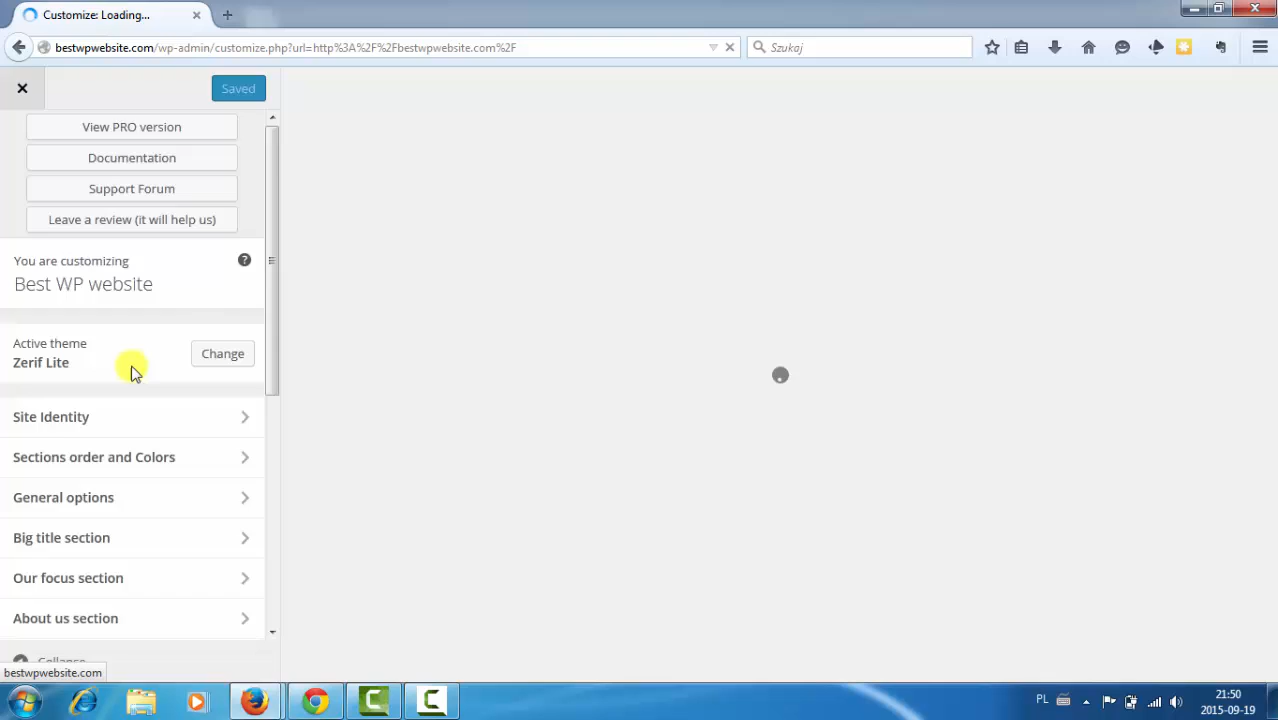 Customize: Loading...
bestwpwebsite.com/wp-admin/customize.php?url=http%3A%2F%2Fbestwpwebsite.com%2F
Szukaj
Saved
View PRO version
Documentation
Support Forum
Leave a review (it will help us)
You are customizing
Best WP website
Active theme
Zerif Lite
Change
Site Identity
Sections order and Colors
General options
Big title section
Our focus section
About us section
Collapse
bestwpwebsite.com
PL
21:50
2015-09-19